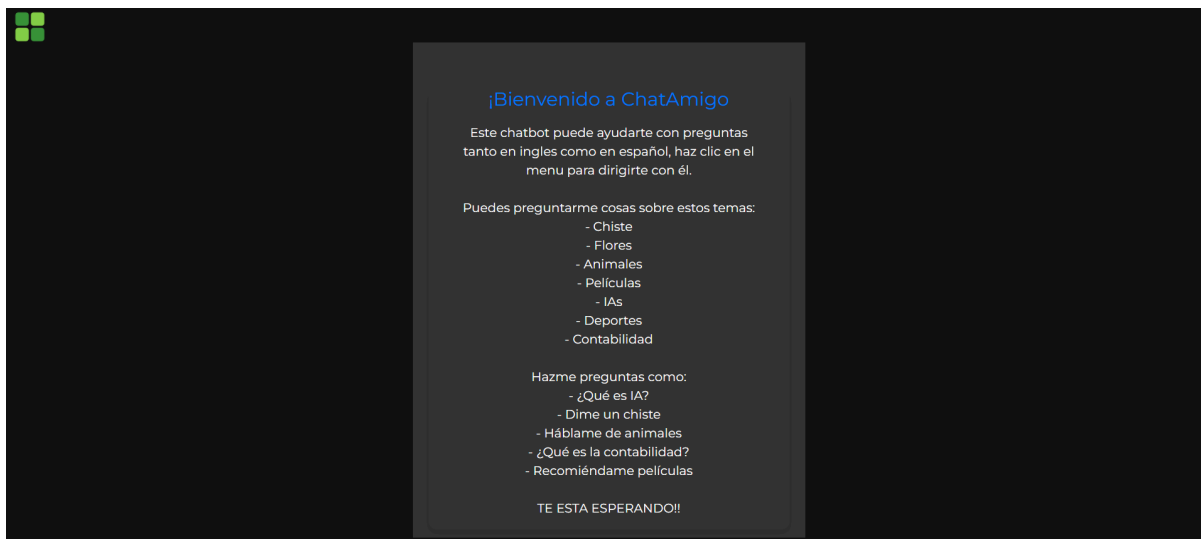 ¡Bienvenido a ChatAmigo
Este chatbot puede ayudarte con preguntas
tanto en ingles como en español, haz clic en el
menu para dirigirte con él.
Puedes preguntarme cosas sobre estos temas:
- Chiste
- Flores
- Animales
- Películas
- IAs
- Deportes
- Contabilidad
Hazme preguntas como:
- ¿Qué es IA?
- Dime un chiste
- Háblame de animales
- ¿Qué es la contabilidad?
- Recomiéndame películas
TE ESTA ESPERANDO!!